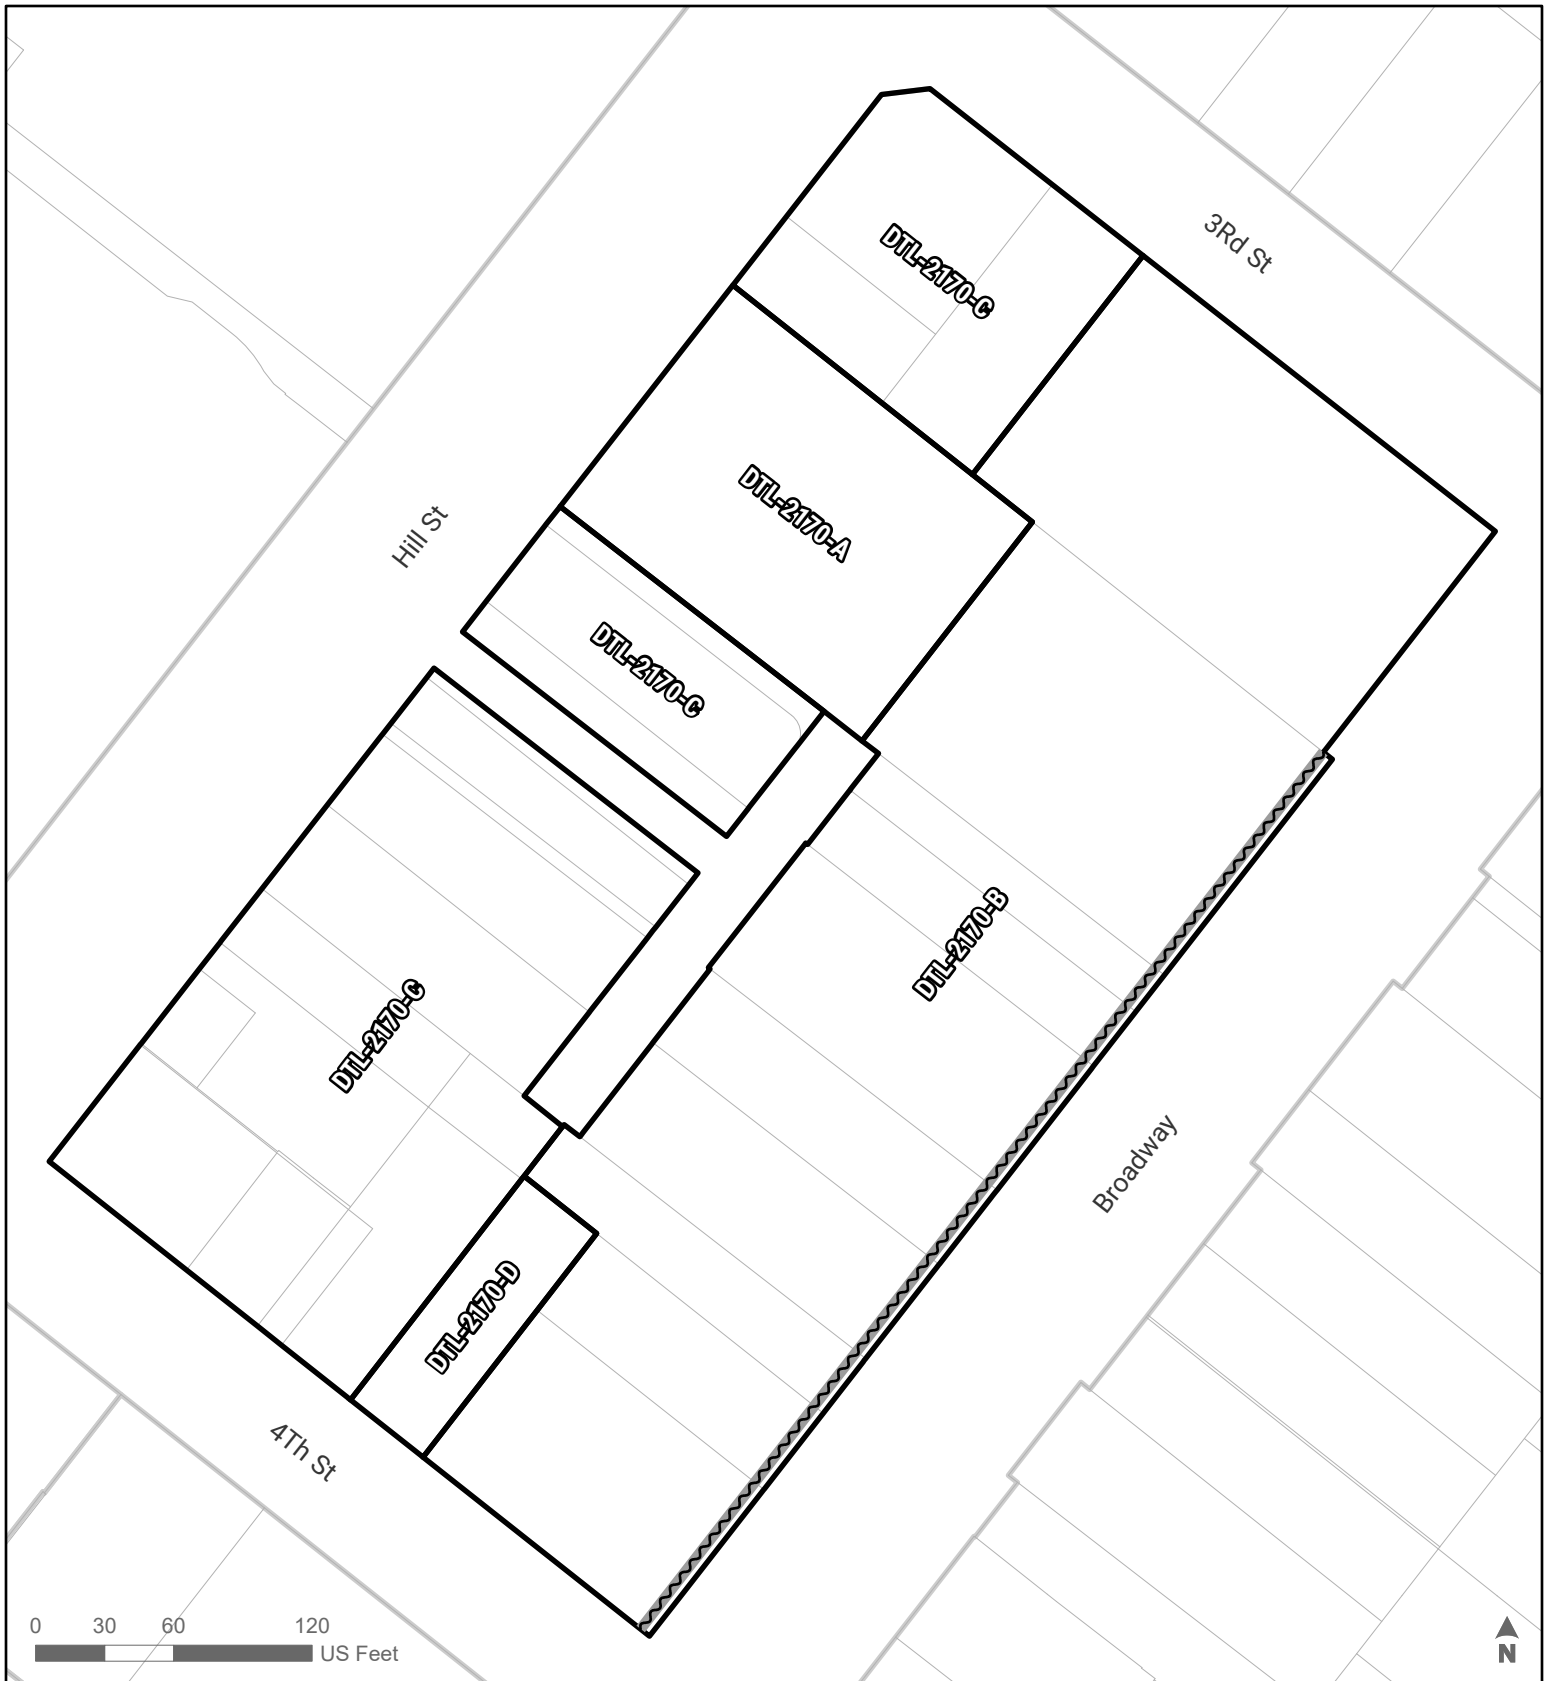 3Rd St
DTL-2170-C
DTL-2170-A
Hill St
DTL-2170-C
DTL-2170-B
DTL-2170-C
Broadway
DTL-2170-D
4Th St
0 30 60 120
US Feet
N